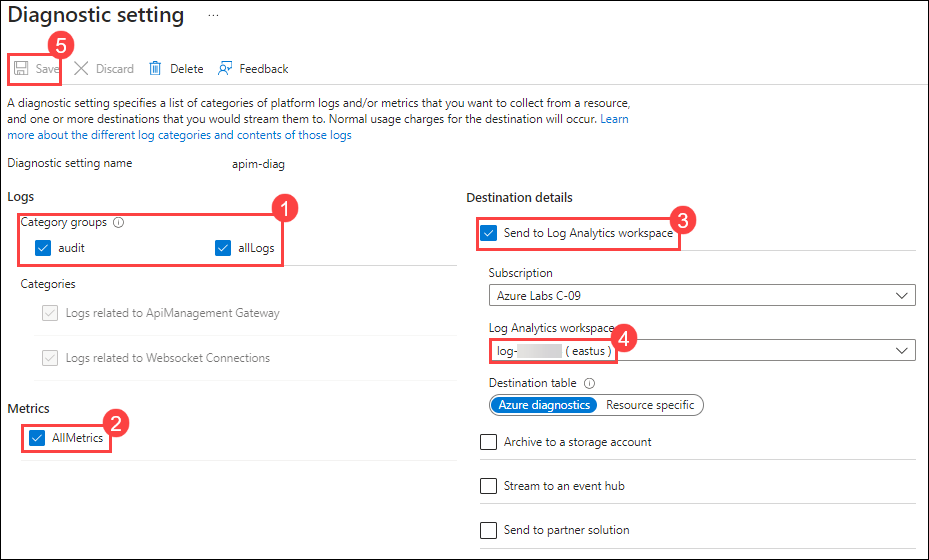 Diagnostic setting ...
5
Save Discard Delete Feedback
A diagnostic setting specifies a list of categories of platform logs and/or metrics that you want to collect from a resource,
and one or more destinations that you would stream them to. Normal usage charges for the destination will occur. Learn
more about the different log categories and contents of those logs
Diagnostic setting name apim-diag
Logs
1
Category groups
audit allLogs
Categories
Logs related to ApiManagement Gateway
Logs related to Websocket Connections
Metrics
2
AllMetrics
Destination details
3
Send to Log Analytics workspace
Subscription
Azure Labs C-09
Log Analytics workspace
4
log- ( eastus )
Destination table
Azure diagnostics Resource specific
Archive to a storage account
Stream to an event hub
Send to partner solution